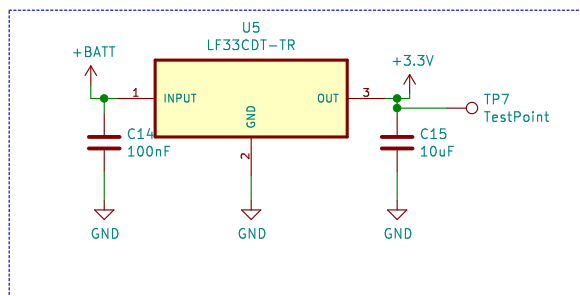 U5
LF33CDT-TR
+BATT
+3.3V
1
INPUT
OUT
3
GND
2
TP7
TestPoint
C14
100nF
C15
10uF
GND
GND
GND